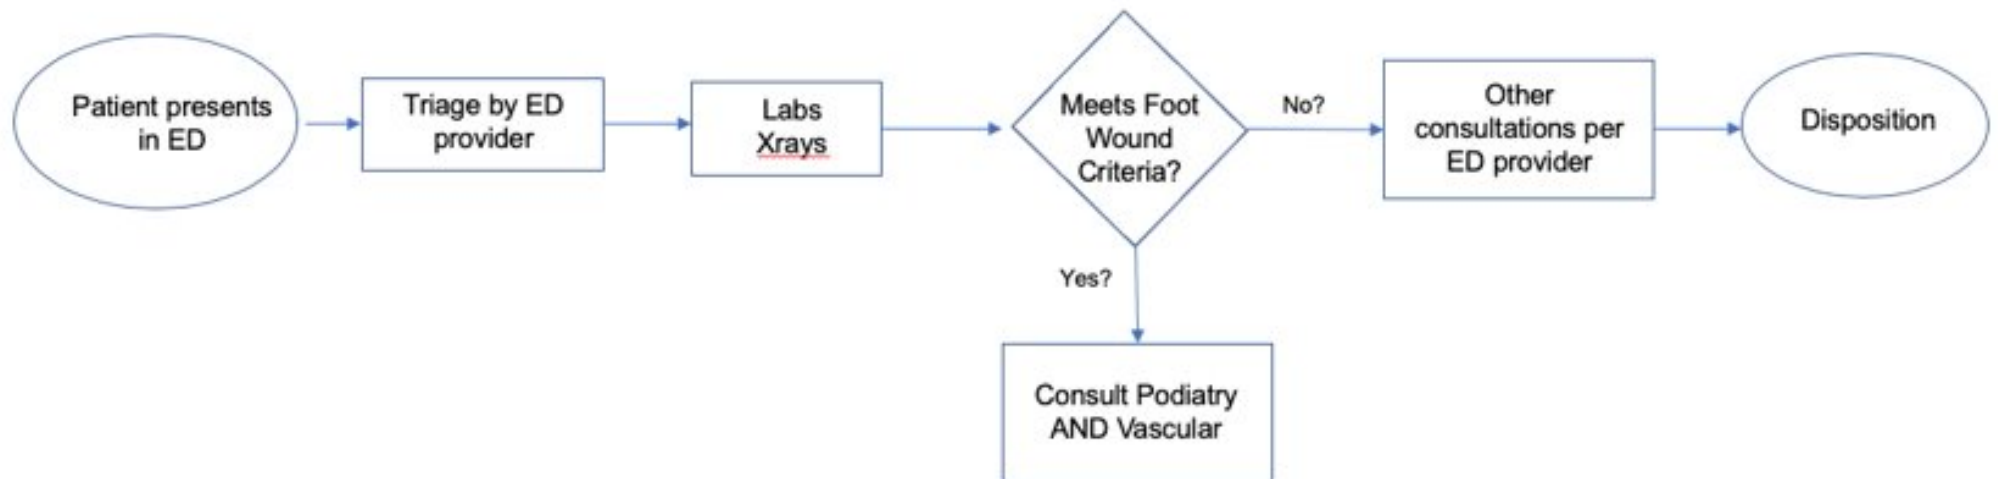 Patient presents
in ED
Triage by ED
provider
Labs
Xrays
Meets Foot
Wound
Criteria?
No?
Other
consultations per
ED provider
Disposition
Yes?
Consult Podiatry
AND Vascular